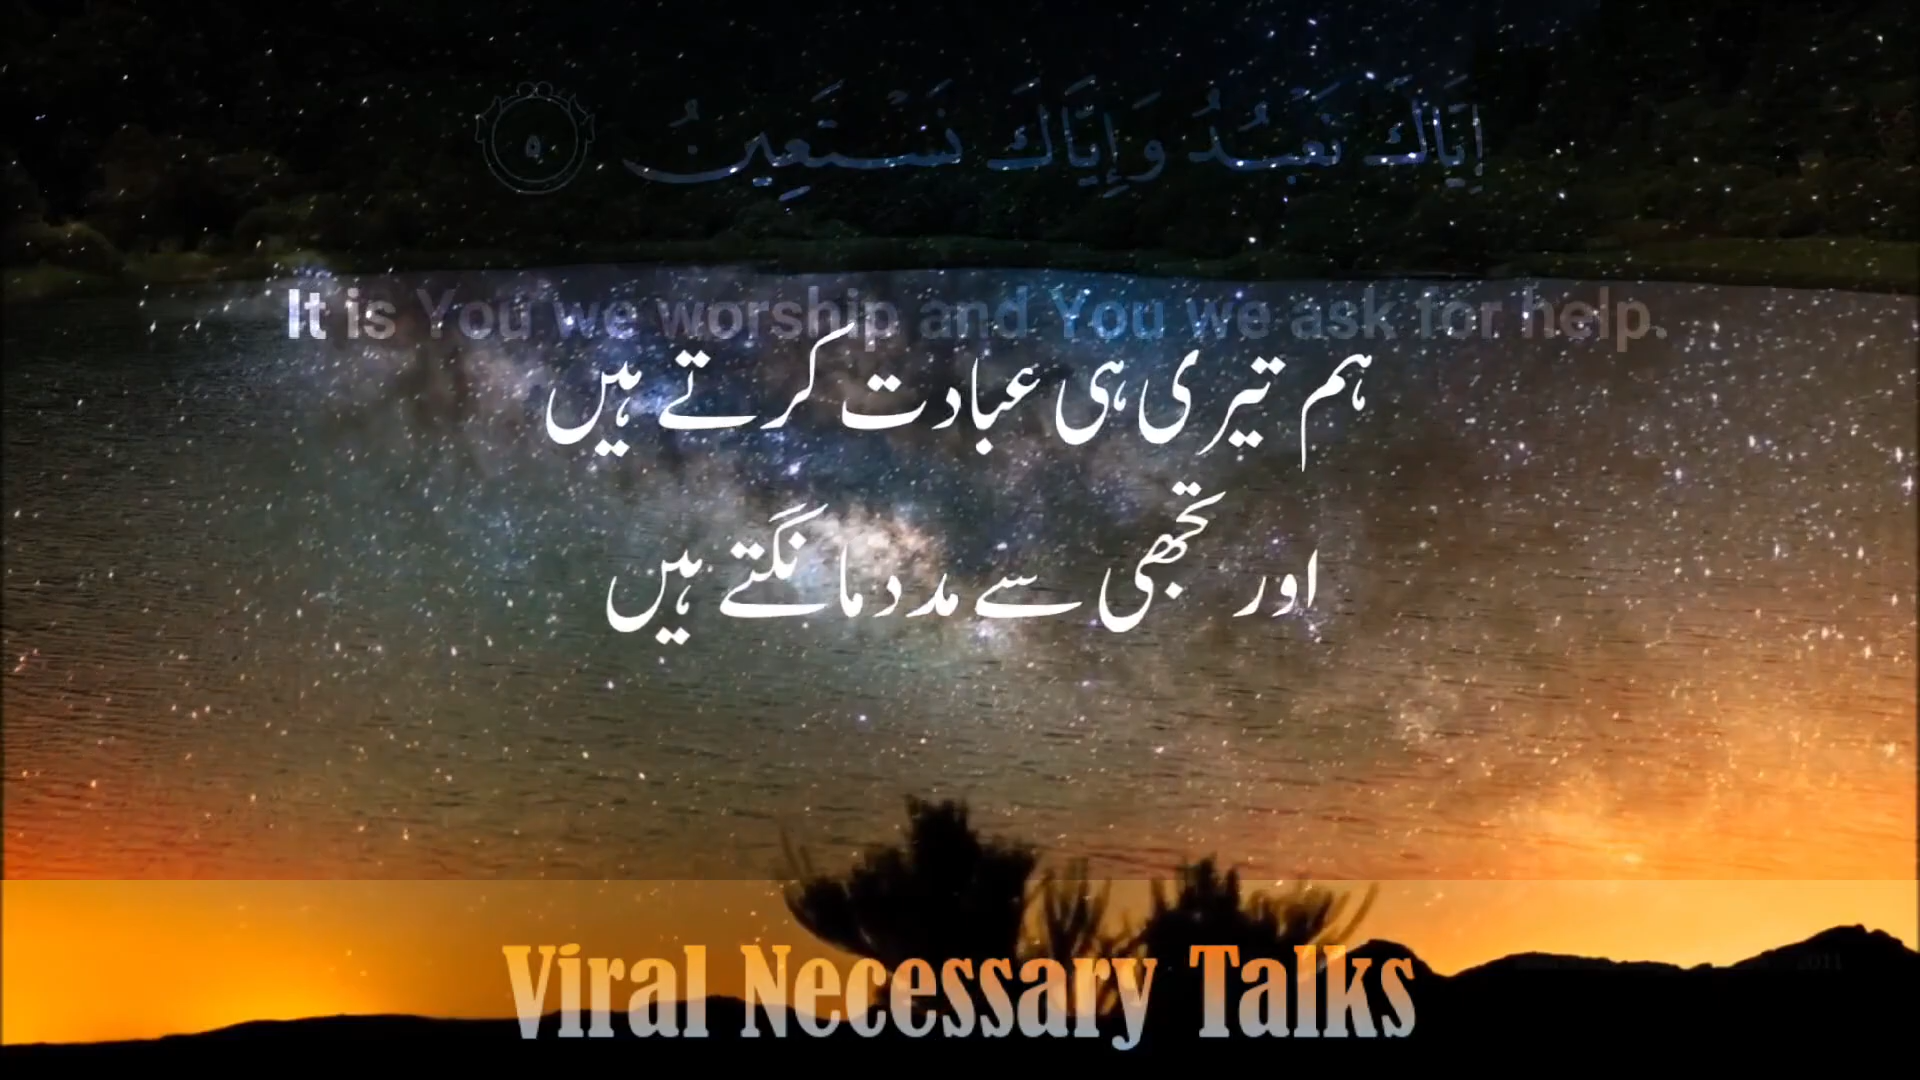 إِيَّاكَ نَعْبُدُ وَإِيَّاكَ نَسْتَعِينُ ٥
It is You we worship and You we ask for help.
ہم تیری ہی عبادت کرتے ہیں
اور تجھی سے مدد مانگتے ہیں
Viral Necessary Talks